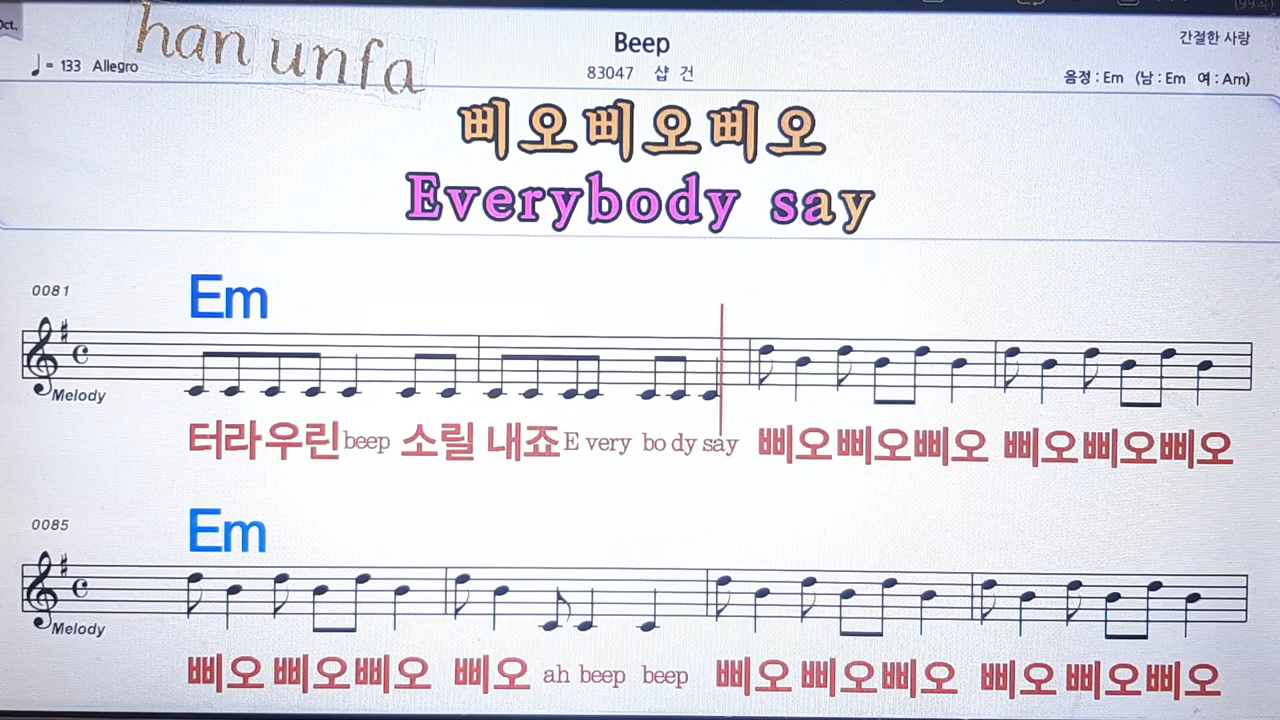 Oct.
(99곡)
han unfa
Beep
간절한 사랑
♩= 133 Allegro
83047 샵 건
음정 : Em (남 : Em 여 : Am)
삐오삐오삐오
Everybody say
0081
Em
Melody
터라우린 beep 소릴 내죠 E very bo dy say 삐오삐오삐오 삐오삐오삐오
0085
Em
Melody
삐오 삐오삐오 삐오 ah beep beep 삐오 삐오삐오 삐오 삐오삐오